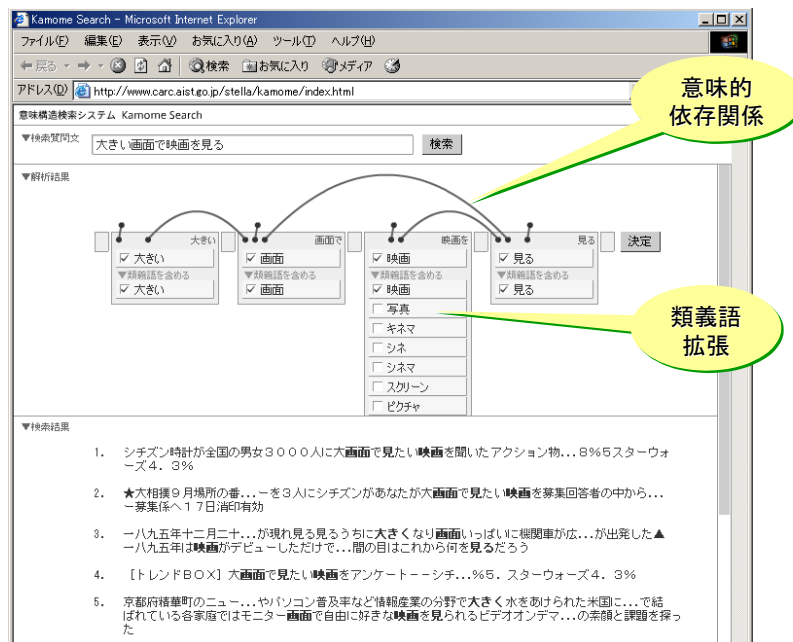 Kamome Search - Microsoft Internet Explorer
ファイル(F) 編集(E) 表示(V) お気に入り(A) ツール(T) ヘルプ(H)
戻る 検索 お気に入り メディア
アドレス(D) http://www.carc.aist.go.jp/stella/kamome/index.html
意味的
依存関係
意味構造検索システム Kamome Search
▼検索質問文 大きい画面で映画を見る 検索
▼解析結果
大きい 画面で 映画を 見る 決定
大きい 画面 映画 見る
▼類義語を含める ▼類義語を含める ▼類義語を含める ▼類義語を含める
大きい 画面 映画 見る
写真
キネマ
シネ
シネマ
スクリーン
ピクチャ
類義語
拡張
▼検索結果
1. シチズン時計が全国の男女3000人に大画面で見たい映画を聞いたアクション物...8%5スターウォ
ーズ4.3%
2. ★大相撲9月場所の番...ーを3人にシチズンがあなたが大画面で見たい映画を募集回答者の中から...
ー募集係へ17日消印有効
3. 一八九五年十二月二十...が現れ見る見るうちに大きくなり画面いっぱいに機関車が広...が出発した▲
一八九五年は映画がデビューしただけで...間の目はこれから何を見るだろう
4. [トレンドBOX]大画面で見たい映画をアンケート--シチ...%5.スターウォーズ4.3%
5. 京都府精華町のニュー...やパソコン普及率など情報産業の分野で大きく水をあけられた米国に...で結
ばれている各家庭ではモニター画面で自由に好きな映画を見られるビデオオンデマ...の素顔と課題を探っ
た